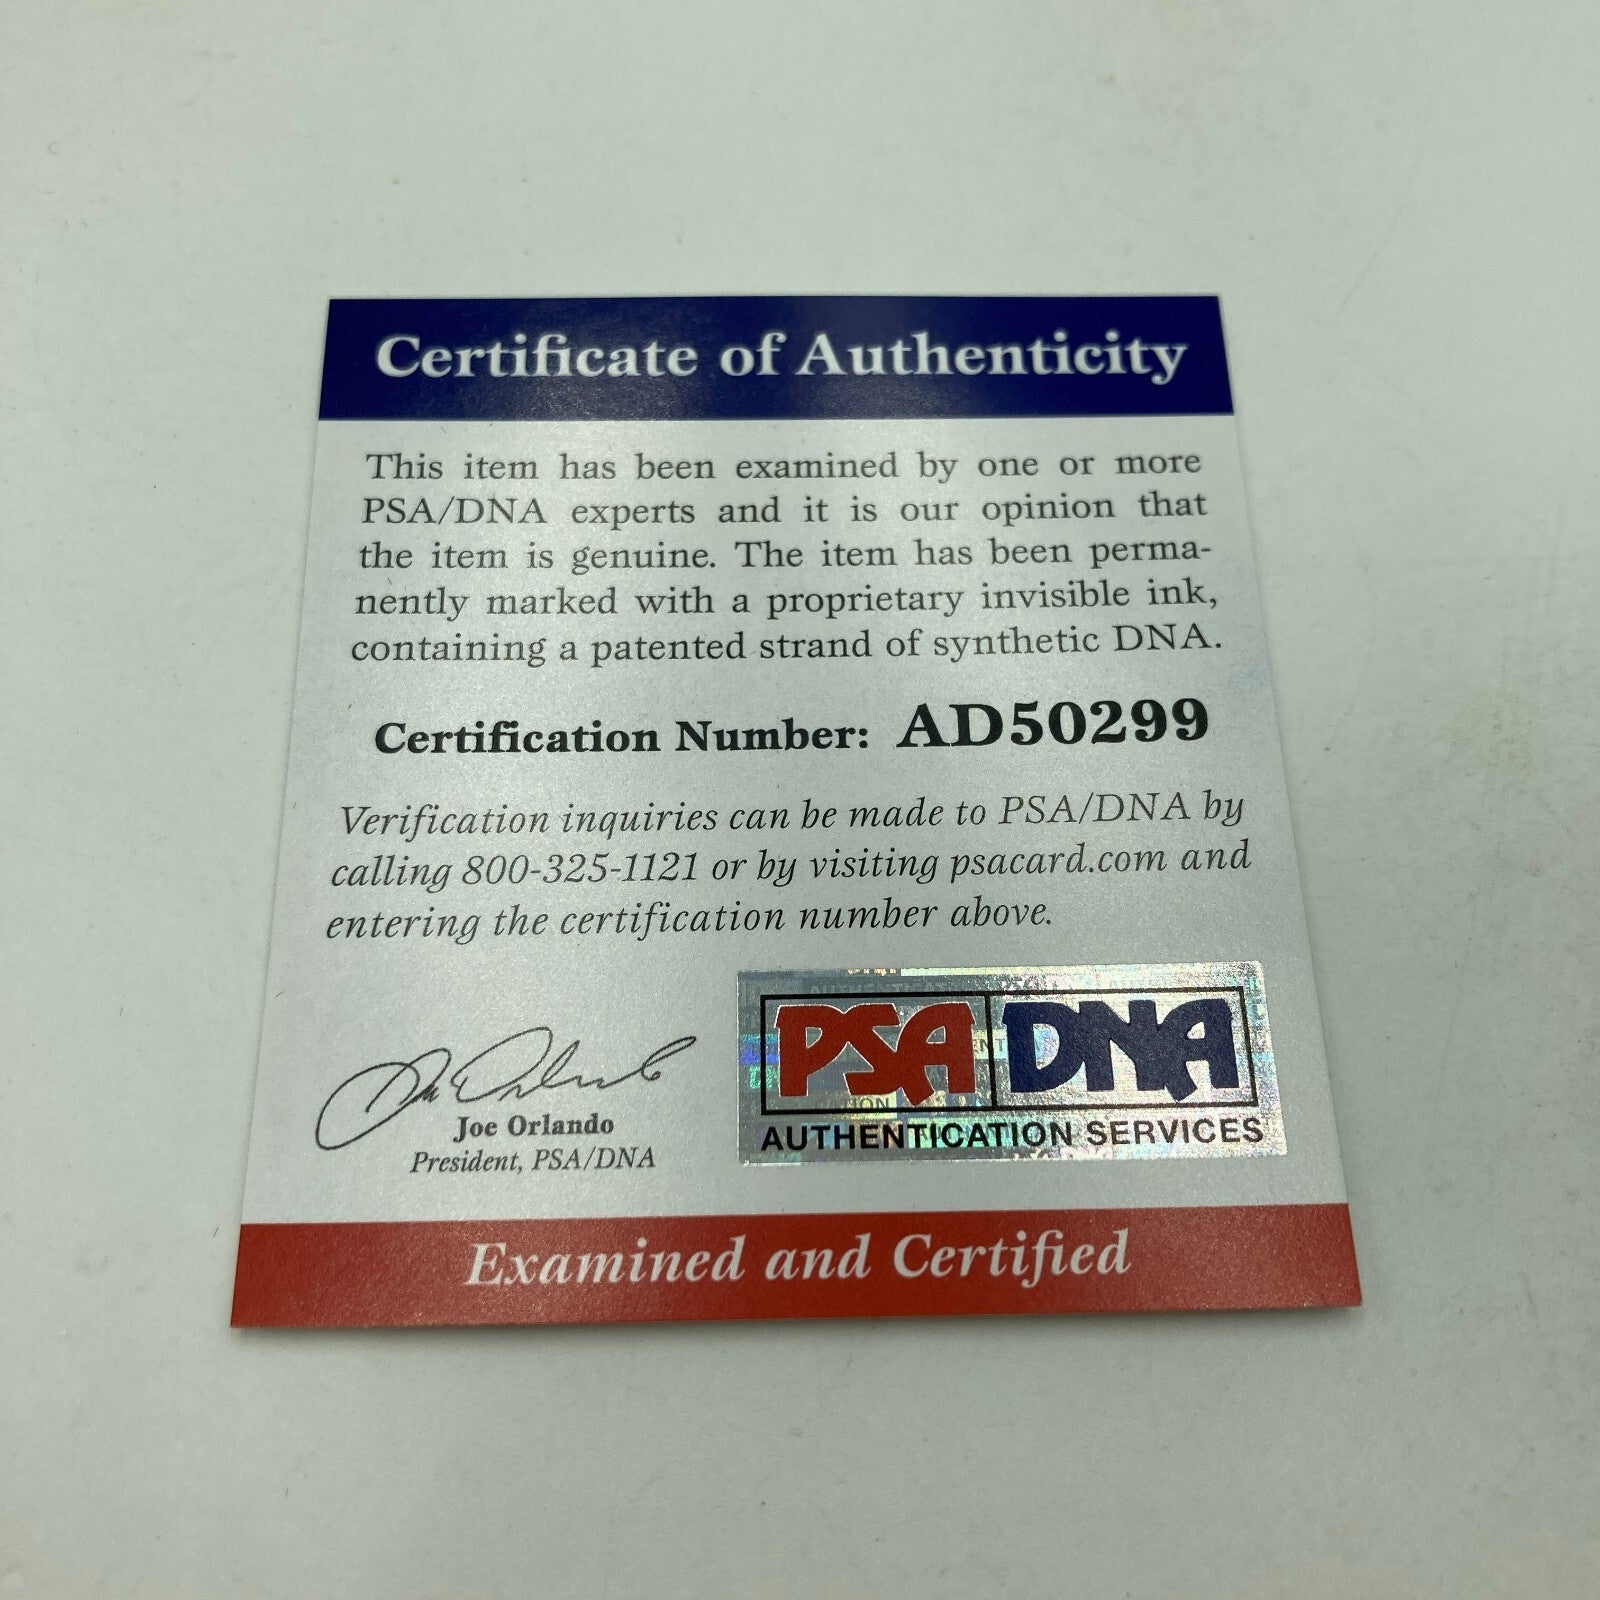 Certificate of Authenticity
This item has been examined by one or more
PSA/DNA experts and it is our opinion that
the item is genuine. The item has been perma-
nently marked with a proprietary invisible ink,
containing a patented strand of synthetic DNA.
Certification Number: AD50299
Verification inquiries can be made to PSA/DNA by
calling 800-325-1121 or by visiting psacard.com and
entering the certification number above.
Joe Orlando
President, PSA/DNA
PSA DNA
AUTHENTICATION SERVICES
Examined and Certified